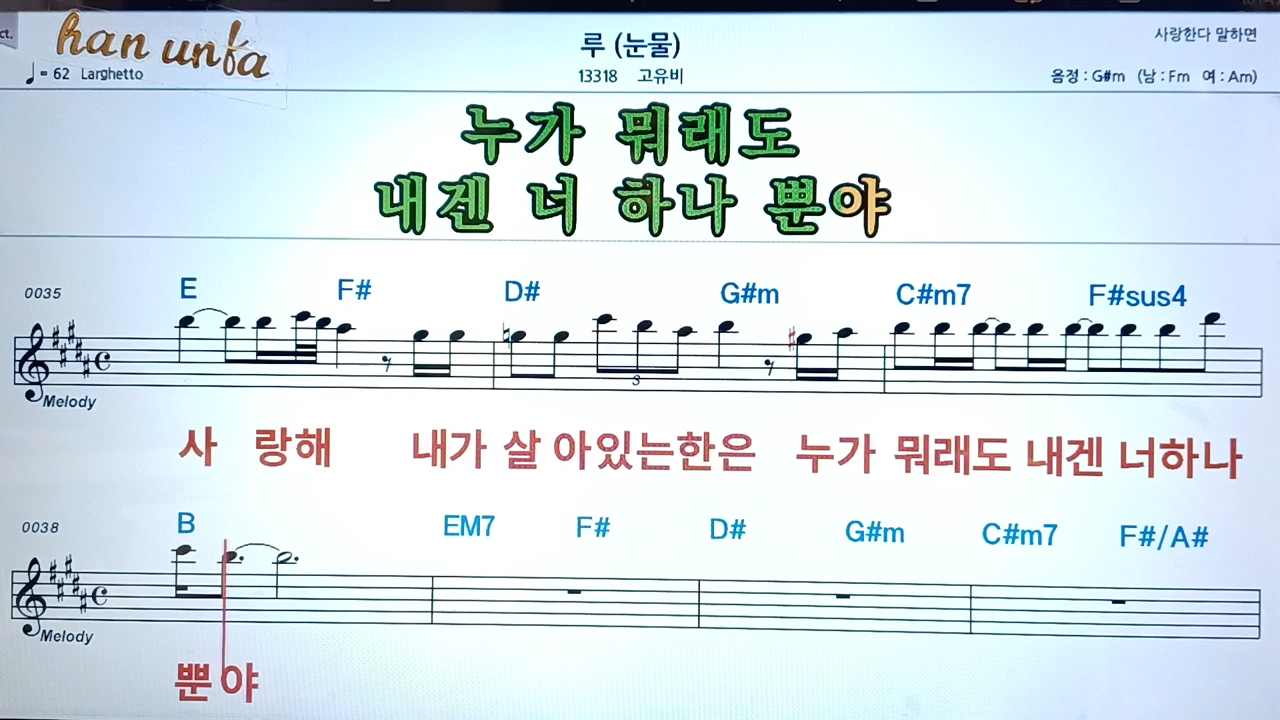 ct.
han unfa
루 (눈물)
사랑한다 말하면
♩= 62 Larghetto
13318 고유비
음정 : G#m (남 : Fm 여 : Am)
누가 뭐래도
내겐 너 하나 뿐야
0035
E F# D# G#m C#m7 F#sus4
3
Melody
사 랑해 내가 살 아있는한은 누가 뭐래도 내겐 너하나
0038
B EM7 F# D# G#m C#m7 F#/A#
Melody
뿐 야